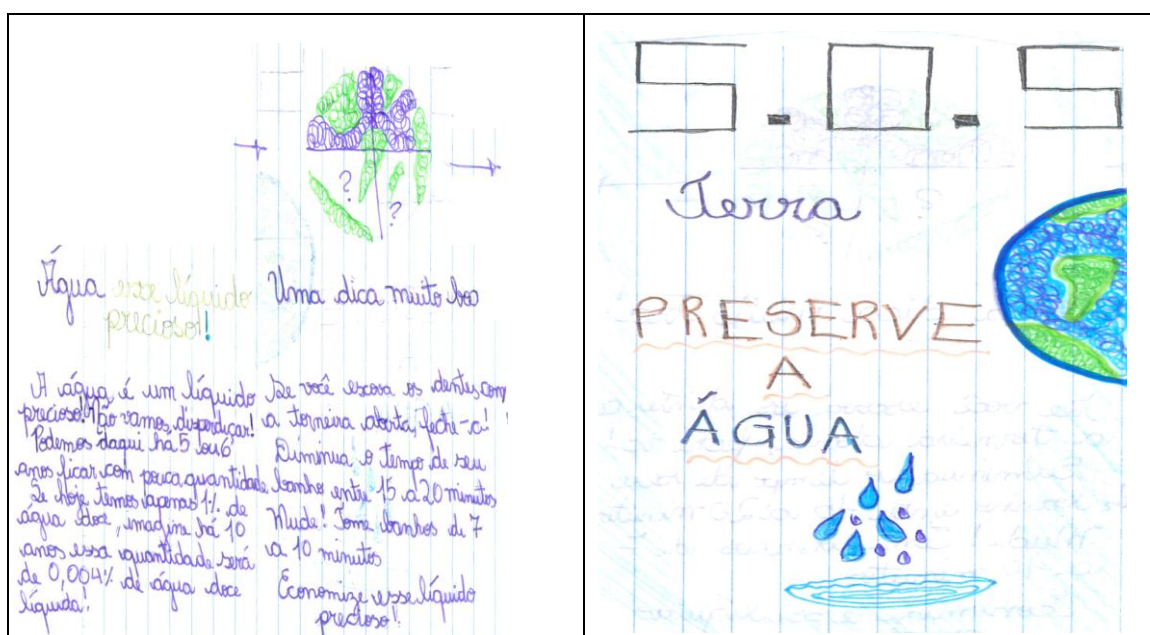 Água esse líquido
precioso!
A água é um líquido
precioso! Não vamos disperdiçar!
Podemos daqui há 5 ou 6
anos ficar com pouca quantidade
Se hoje temos apenas 1% de
água doce, imagine há 10
anos essa quantidade será
de 0,004% de água doce
líquida!
?
?
Uma dica muito boa
Se você escova os dentes com
a torneira aberta, feche-a!
Diminua o tempo de seu
banho entre 15 a 20 minutos
Mude! Tome banhos de 7
a 10 minutos
Economize esse líquido
precioso!
S.O.S
Terra
PRESERVE
A
ÁGUA